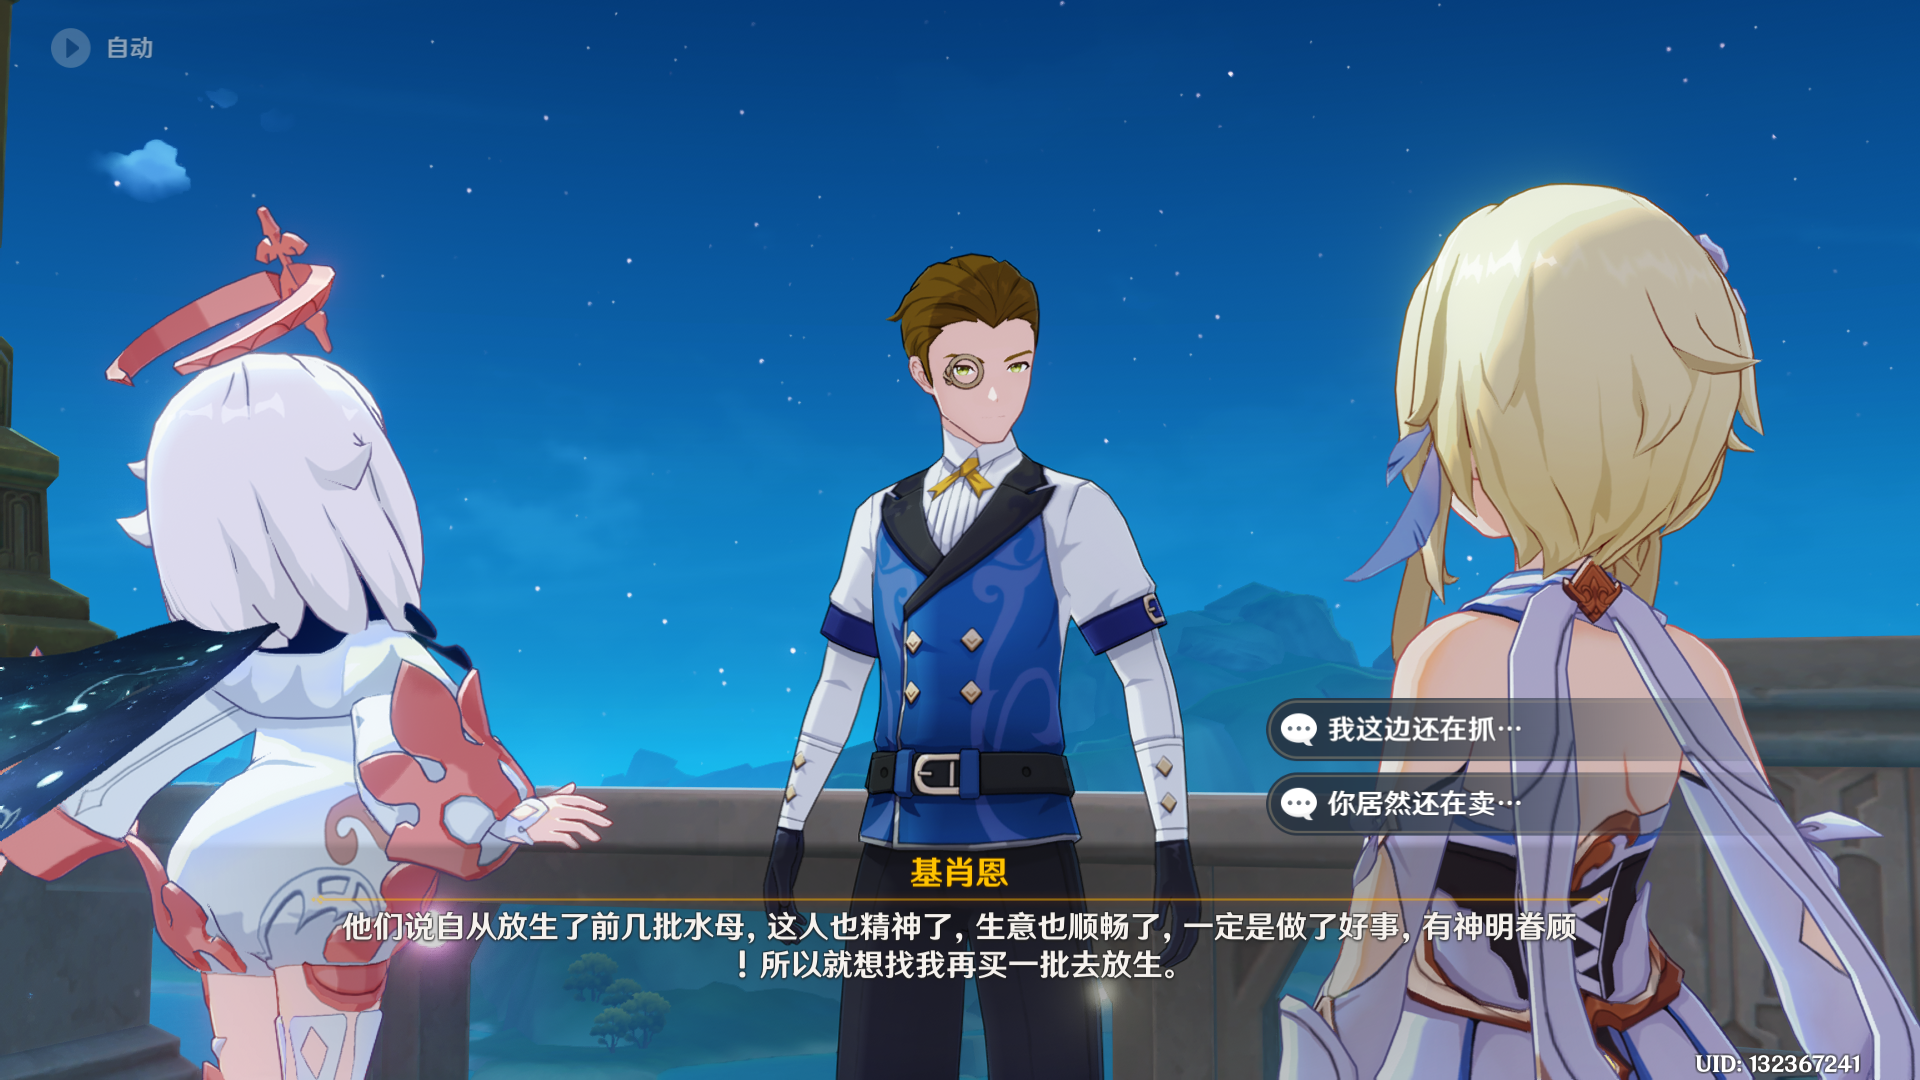 自动
我这边还在抓…
你居然还在卖…
基肖恩
他们说自从放生了前几批水母，这人也精神了，生意也顺畅了，一定是做了好事，有神明眷顾
！所以就想找我再买一批去放生。
UID: 132367241